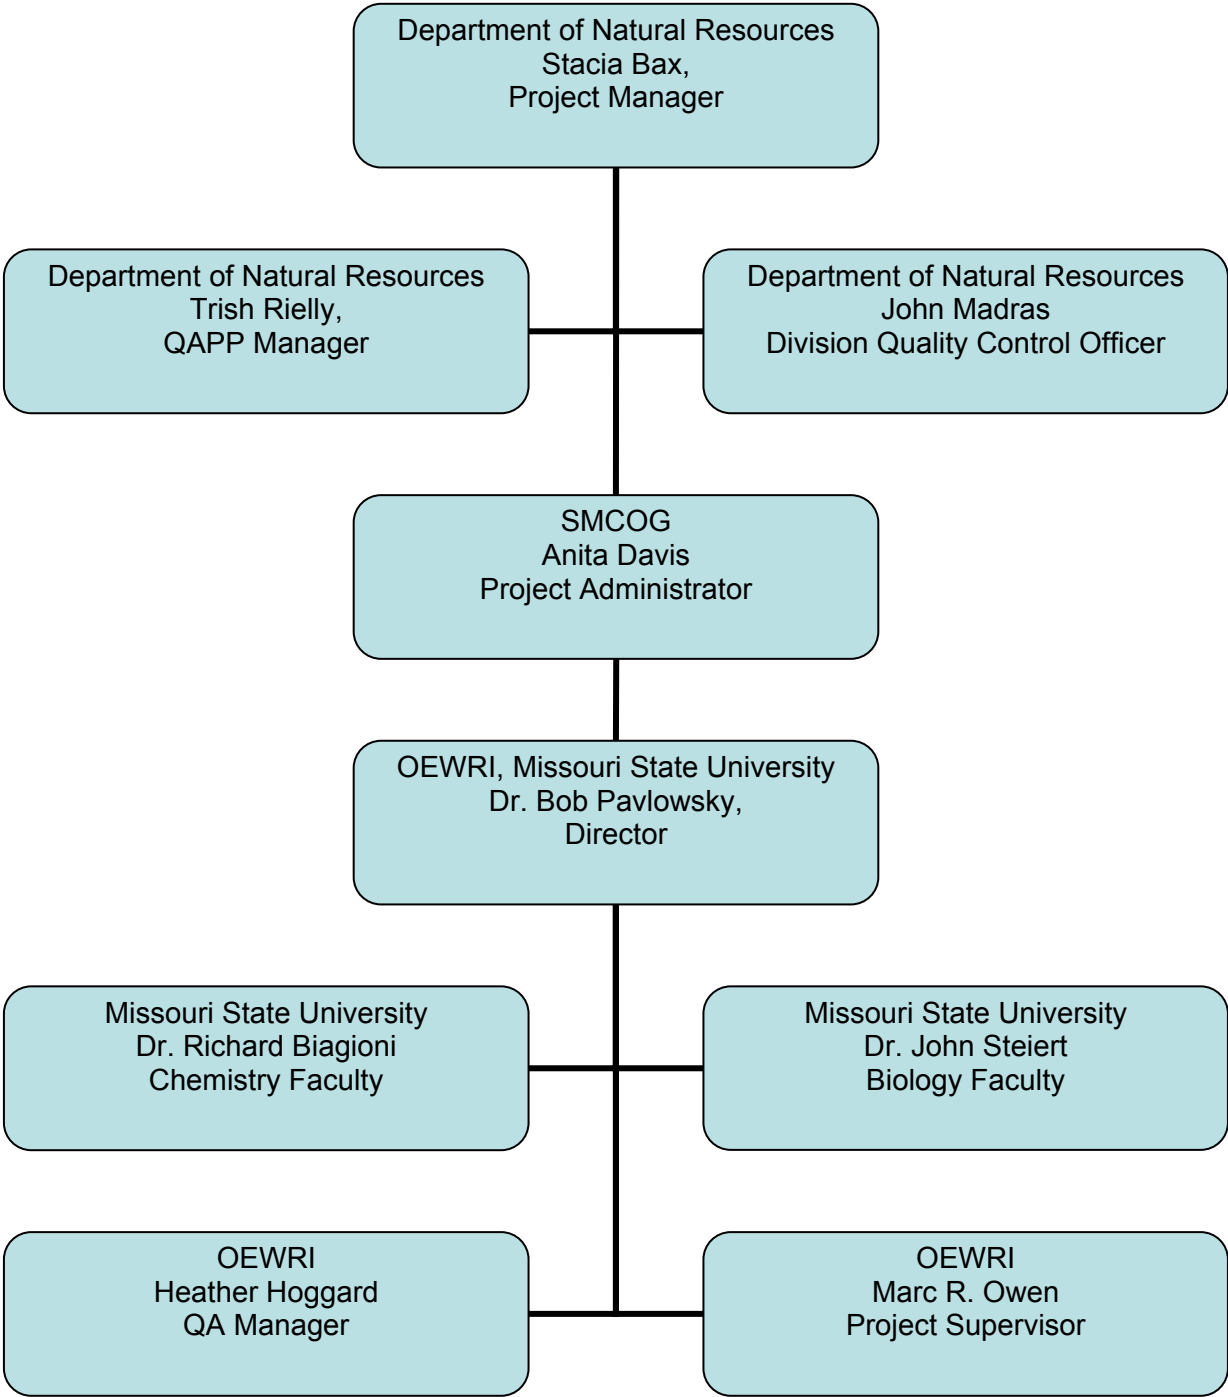 Department of Natural Resources
Stacia Bax,
Project Manager
Department of Natural Resources
Trish Rielly,
QAPP Manager
Department of Natural Resources
John Madras
Division Quality Control Officer
SMCOG
Anita Davis
Project Administrator
OEWRI, Missouri State University
Dr. Bob Pavlowsky,
Director
Missouri State University
Dr. Richard Biagioni
Chemistry Faculty
Missouri State University
Dr. John Steiert
Biology Faculty
OEWRI
Heather Hoggard
QA Manager
OEWRI
Marc R. Owen
Project Supervisor